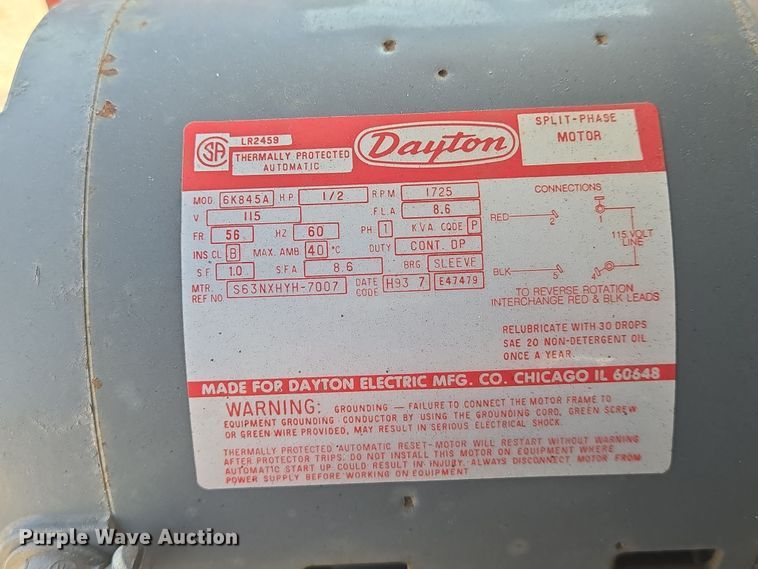 SA
LR2459
THERMALLY PROTECTED
AUTOMATIC
Dayton
SPLIT-PHASE
MOTOR
MOD. 6K845A H.P. 1/2 R.P.M. 1725
V 115 F.L.A. 8.6
FR. 56 HZ 60 PH. 1 K.V.A. CODE P
INS.CL B MAX. AMB 40 °C DUTY CONT. DP
S.F. 1.0 S.F.A. 8.6 BRG SLEEVE
MTR. REF NO. S63NXHYH-7007 DATE CODE H93 7 E47479
CONNECTIONS
RED 2 1
115 VOLT
LINE
BLK 5 4
TO REVERSE ROTATION
INTERCHANGE RED & BLK LEADS
RELUBRICATE WITH 30 DROPS
SAE 20 NON-DETERGENT OIL
ONCE A YEAR.
MADE FOR DAYTON ELECTRIC MFG. CO. CHICAGO IL 60648
WARNING: GROUNDING — FAILURE TO CONNECT THE MOTOR FRAME TO
EQUIPMENT GROUNDING CONDUCTOR BY USING THE GROUNDING CORD, GREEN SCREW
OR GREEN WIRE PROVIDED, MAY RESULT IN SERIOUS ELECTRICAL SHOCK.
THERMALLY PROTECTED AUTOMATIC RESET-MOTOR WILL RESTART WITHOUT WARNING
AFTER PROTECTOR TRIPS. DO NOT INSTALL THIS MOTOR ON EQUIPMENT WHERE
AUTOMATIC START UP COULD RESULT IN INJURY. ALWAYS DISCONNECT MOTOR FROM
POWER SUPPLY BEFORE WORKING ON EQUIPMENT
Purple Wave Auction